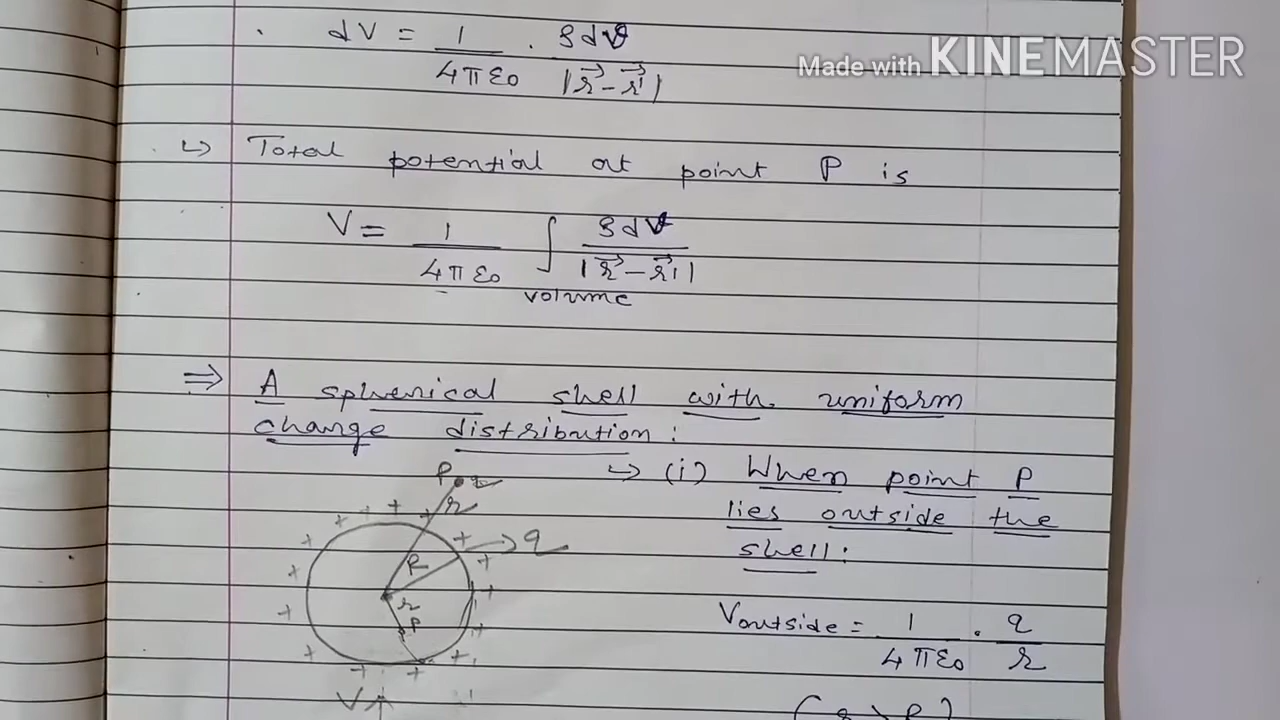 Made with KINEMASTER
. dV = 1/4πε₀ . ρdV/|r⃗-r⃗'|
↳ Total potential at point P is
V = 1/4πε₀ ∫volume ρdV/|r⃗-r⃗'|
⇒ A spherical shell with uniform
charge distribution:
↳ (i) When point P
lies outside the
shell:
P
r
r
q
R
r
P
Voutside = 1/4πε₀ . q/r
V
(r > R)